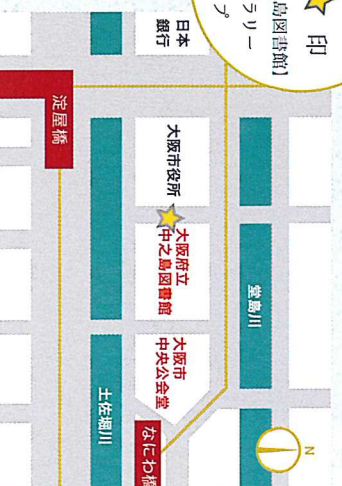 印
島図書館】
ラリー
プ
日本
銀行
淀屋橋
大阪市役所
大阪府立
中之島図書館
大阪市
中央公会堂
なにわ橋
堂島川
土佐堀川
N